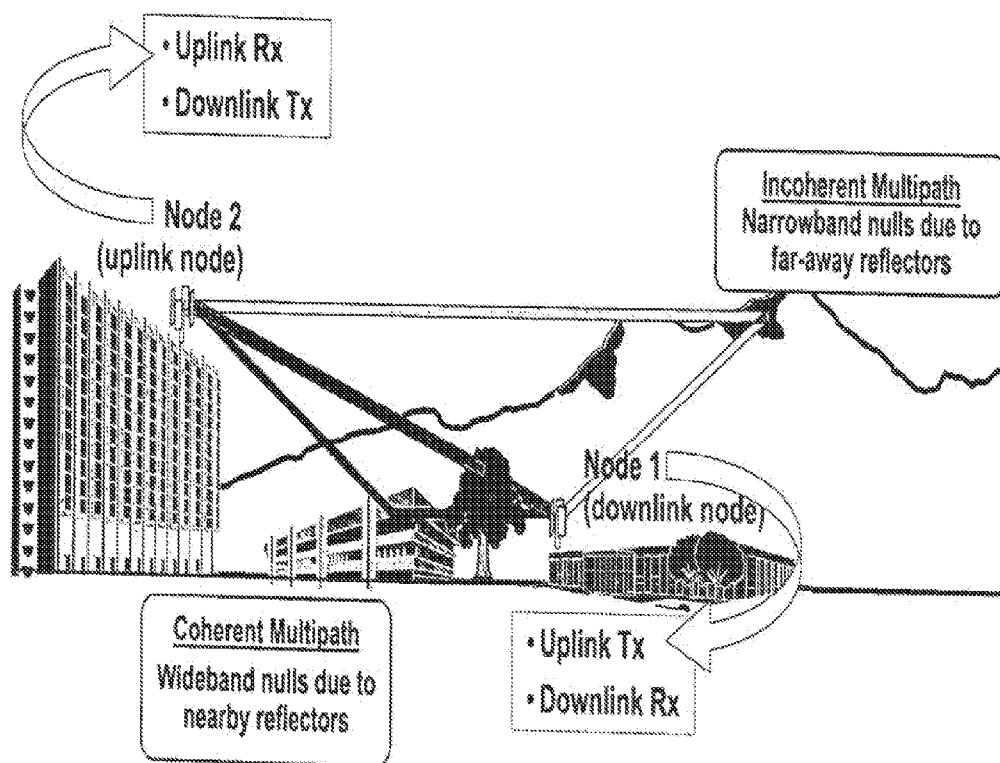 • Uplink Rx
• Downlink Tx
Node 2
(uplink node)
Incoherent Multipath
Narrowband nulls due to
far-away reflectors
Node 1
(downlink node)
Coherent Multipath
Wideband nulls due to
nearby reflectors
• Uplink Tx
• Downlink Rx